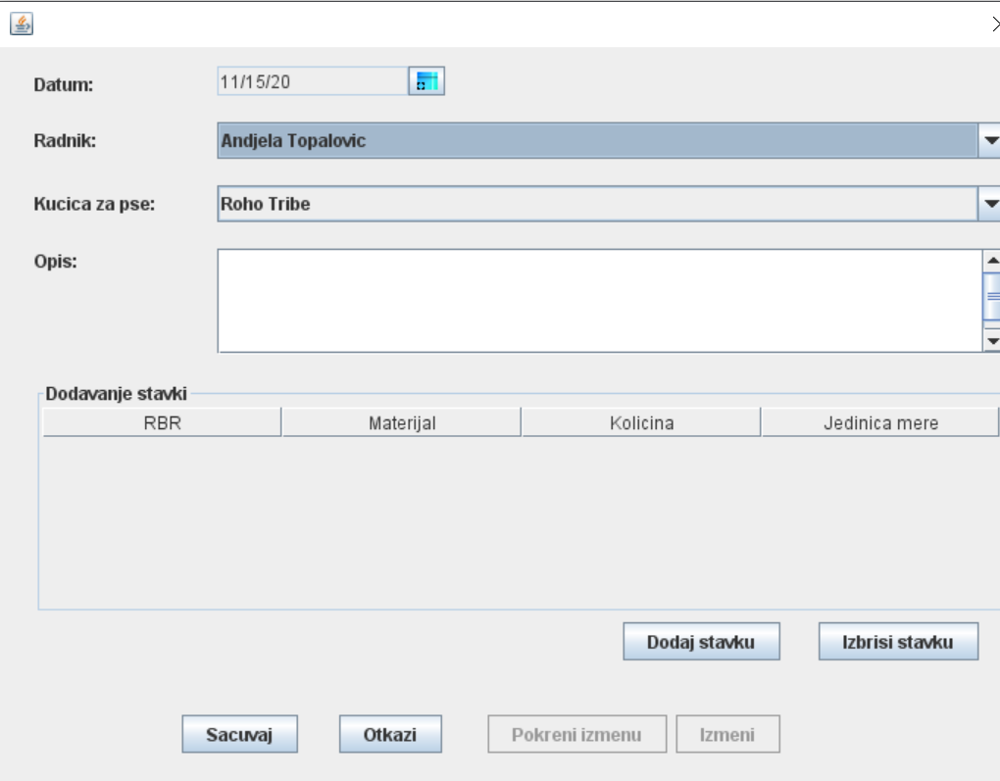 Datum: 11/15/20
Radnik: Andjela Topalovic
Kucica za pse: Roho Tribe
Opis:
Dodavanje stavki
RBR Materijal Kolicina Jedinica mere
Dodaj stavku Izbrisi stavku
Sacuvaj Otkazi Pokreni izmenu Izmeni